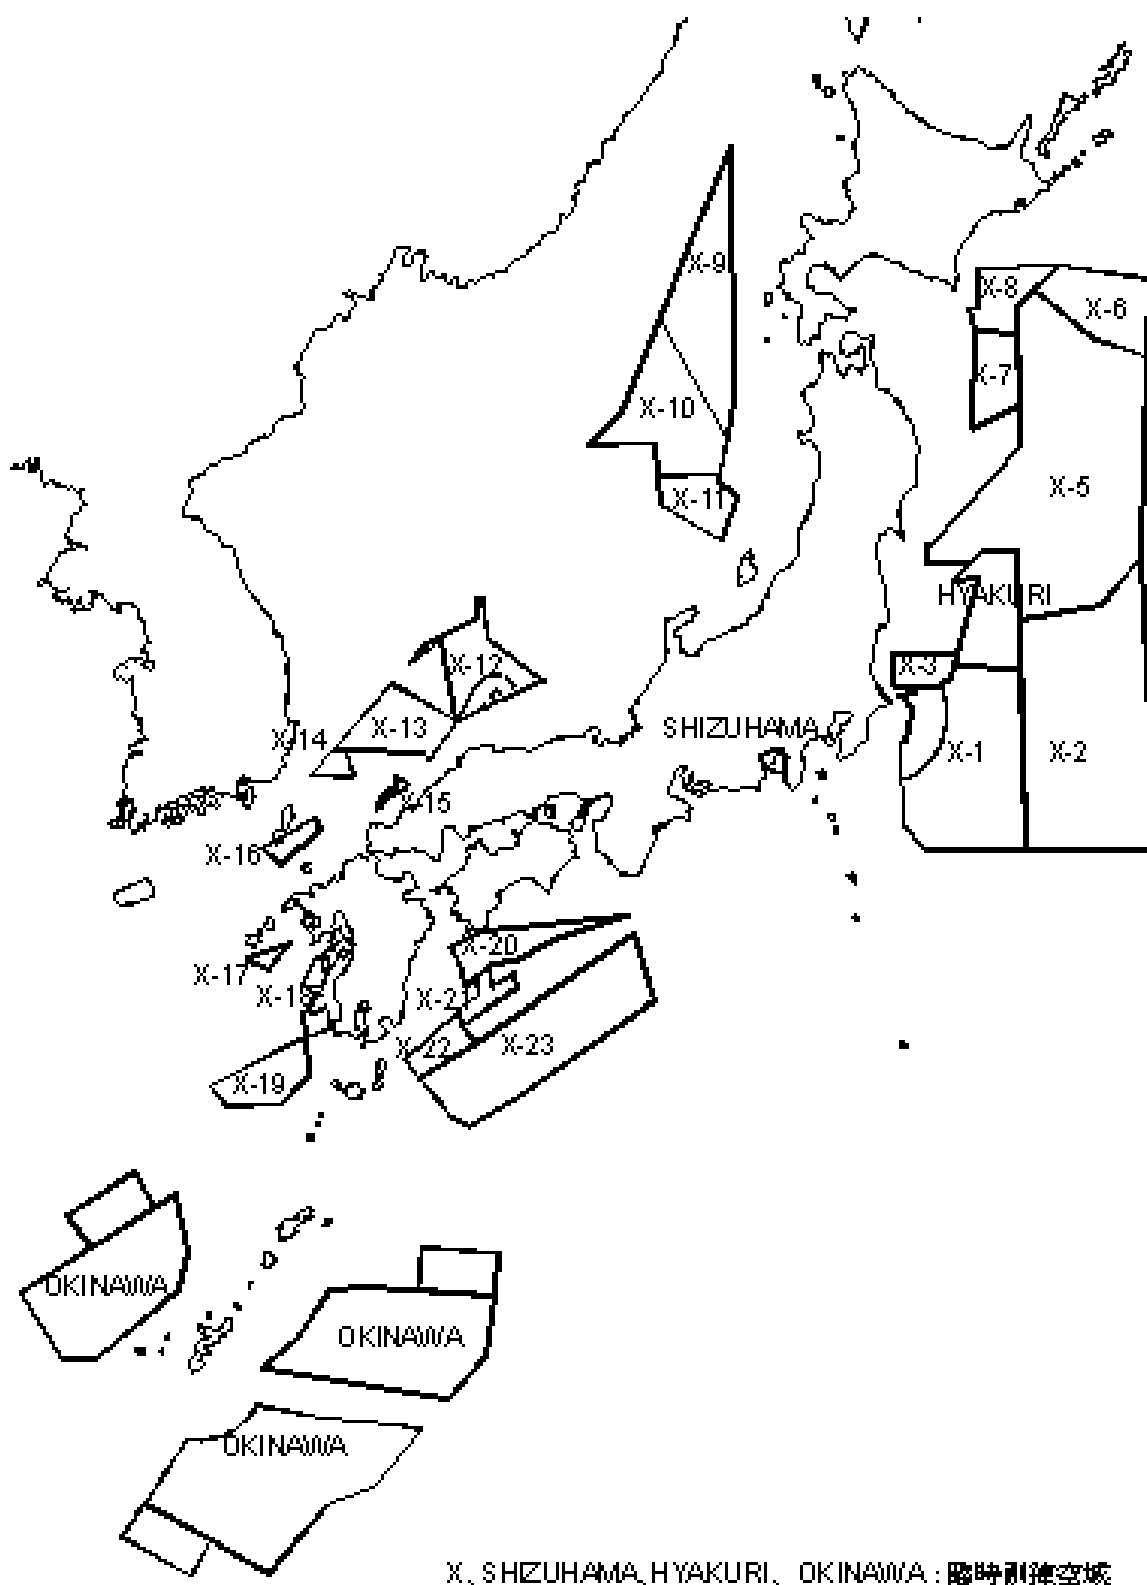 X-9
X-8
X-6
X-7
X-10
X-5
X-11
HYAKURI
X-12
X-3
X-13
SHIZUHAMA
X-14
X-1
X-2
X-15
X-16
X-20
X-17
X-18
X-21
X-22
X-23
X-19
OKINAWA
OKINAWA
OKINAWA
X、SHIZUHAMA、HYAKURI、 OKINAWA : 臨時訓練空域